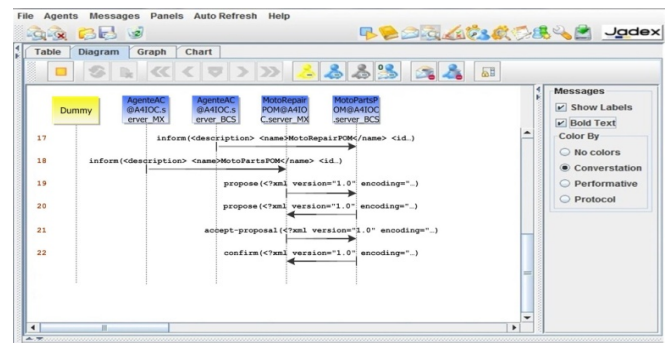 File Agents Messages Panels Auto Refresh Help
Jadex
Table Diagram Graph Chart
Messages
Show Labels
Bold Text
Color By
No colors
Converstation
Performative
Protocol
Dummy
AgenteAC
@A4IOC.s
erver_MX
AgenteAC
@A4IOC.s
erver_BCS
MotoRepair
POM@A4IO
C.server_MX
MotoPartsP
OM@A4IOC
.server_BCS
17 inform(<description> <name>MotoRepairPOM</name> <id…)
18 inform(<description> <name>MotoPartsPOM</name> <id…)
19 propose(<?xml version="1.0" encoding="…)
20 propose(<?xml version="1.0" encoding="…)
21 accept-proposal(<?xml version="1.0" encoding="…)
22 confirm(<?xml version="1.0" encoding="…)